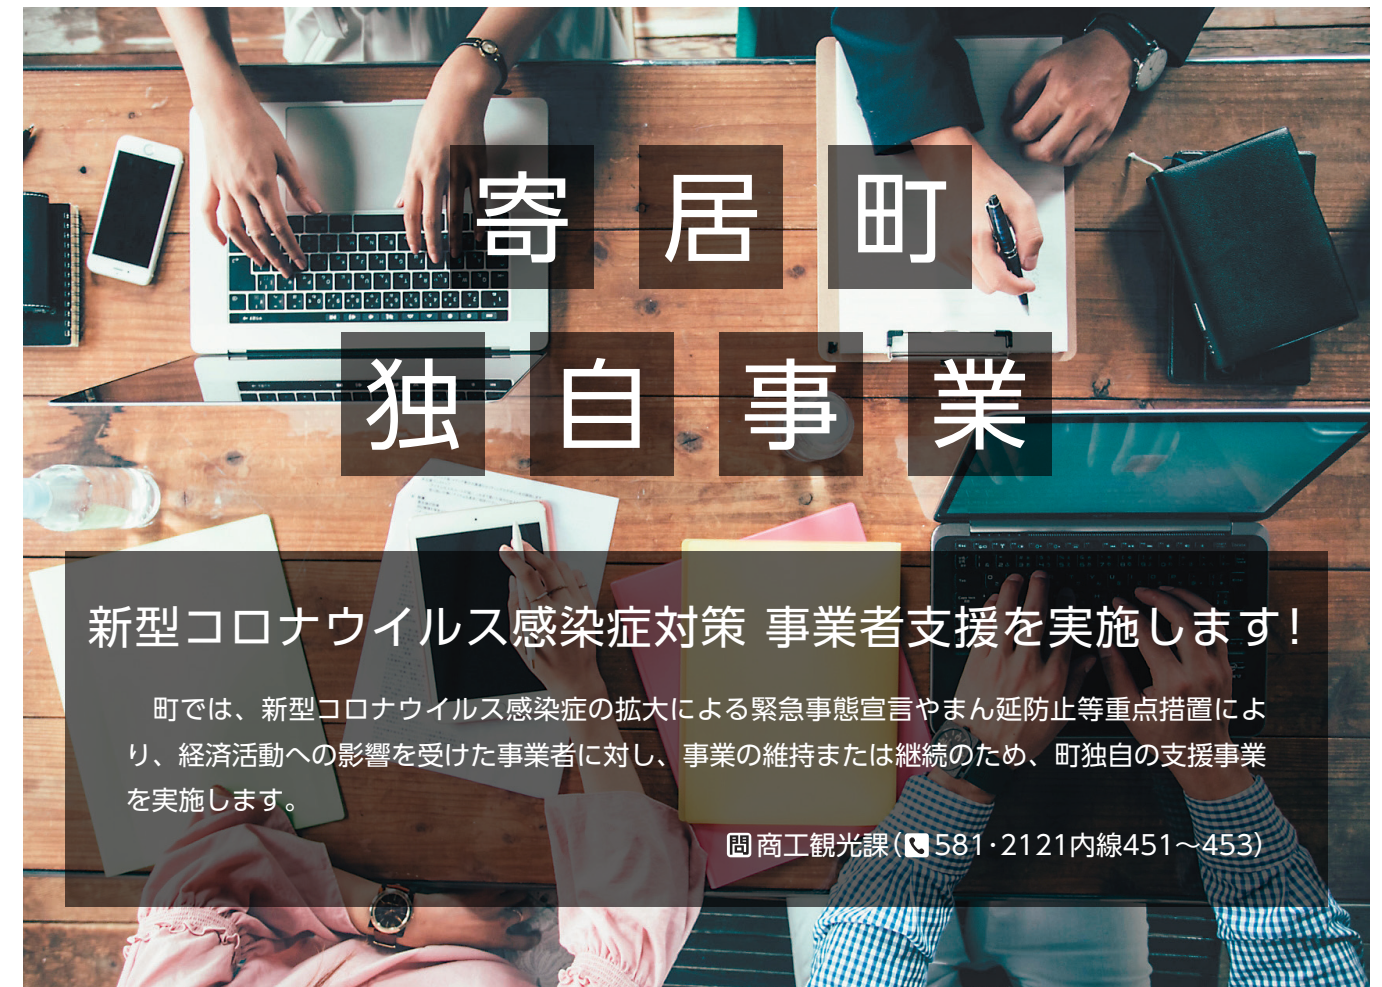 寄居町
独自事業
新型コロナウイルス感染症対策 事業者支援を実施します！
町では、新型コロナウイルス感染症の拡大による緊急事態宣言やまん延防止等重点措置によ
り、経済活動への影響を受けた事業者に対し、事業の維持または継続のため、町独自の支援事業
を実施します。
問 商工観光課（581・2121内線451～453）